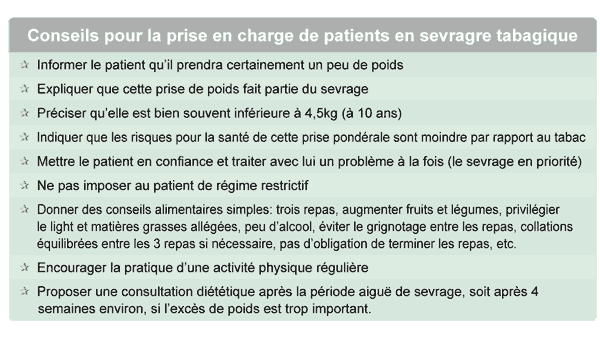 Conseils pour la prise en charge de patients en sevragre tabagique
☆ Informer le patient qu'il prendra certainement un peu de poids
☆ Expliquer que cette prise de poids fait partie du sevrage
☆ Préciser qu'elle est bien souvent inférieure à 4,5kg (à 10 ans)
☆ Indiquer que les risques pour la santé de cette prise pondérale sont moindre par rapport au tabac
☆ Mettre le patient en confiance et traiter avec lui un problème à la fois (le sevrage en priorité)
☆ Ne pas imposer au patient de régime restrictif
☆ Donner des conseils alimentaires simples: trois repas, augmenter fruits et légumes, privilégier
le light et matières grasses allégées, peu d'alcool, éviter le grignotage entre les repas, collations
équilibrées entre les 3 repas si nécessaire, pas d'obligation de terminer les repas, etc.
☆ Encourager la pratique d'une activité physique régulière
☆ Proposer une consultation diététique après la période aiguë de sevrage, soit après 4
semaines environ, si l'excès de poids est trop important.